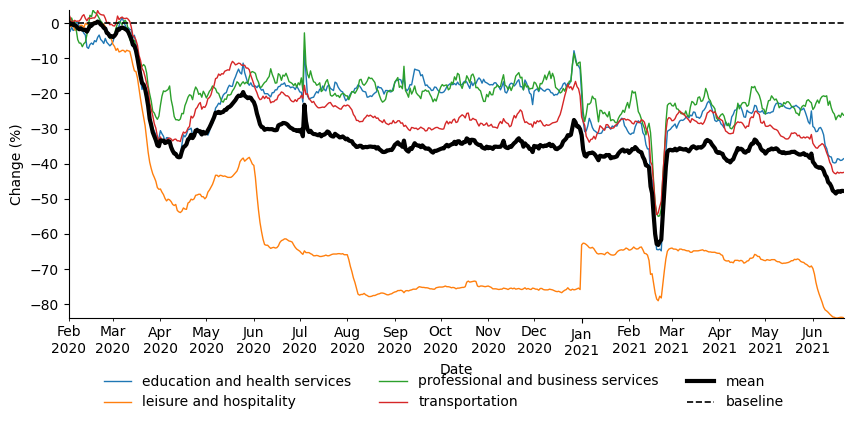 Change (%)
0
−10
−20
−30
−40
−50
−60
−70
−80
Feb Mar Apr May Jun Jul Aug Sep Oct Nov Dec Jan Feb Mar Apr May Jun
2020 2020 2020 2020 2020 2020 2020 2020 2020 2020 2020 2021 2021 2021 2021 2021 2021
Date
education and health services professional and business services mean
leisure and hospitality transportation baseline